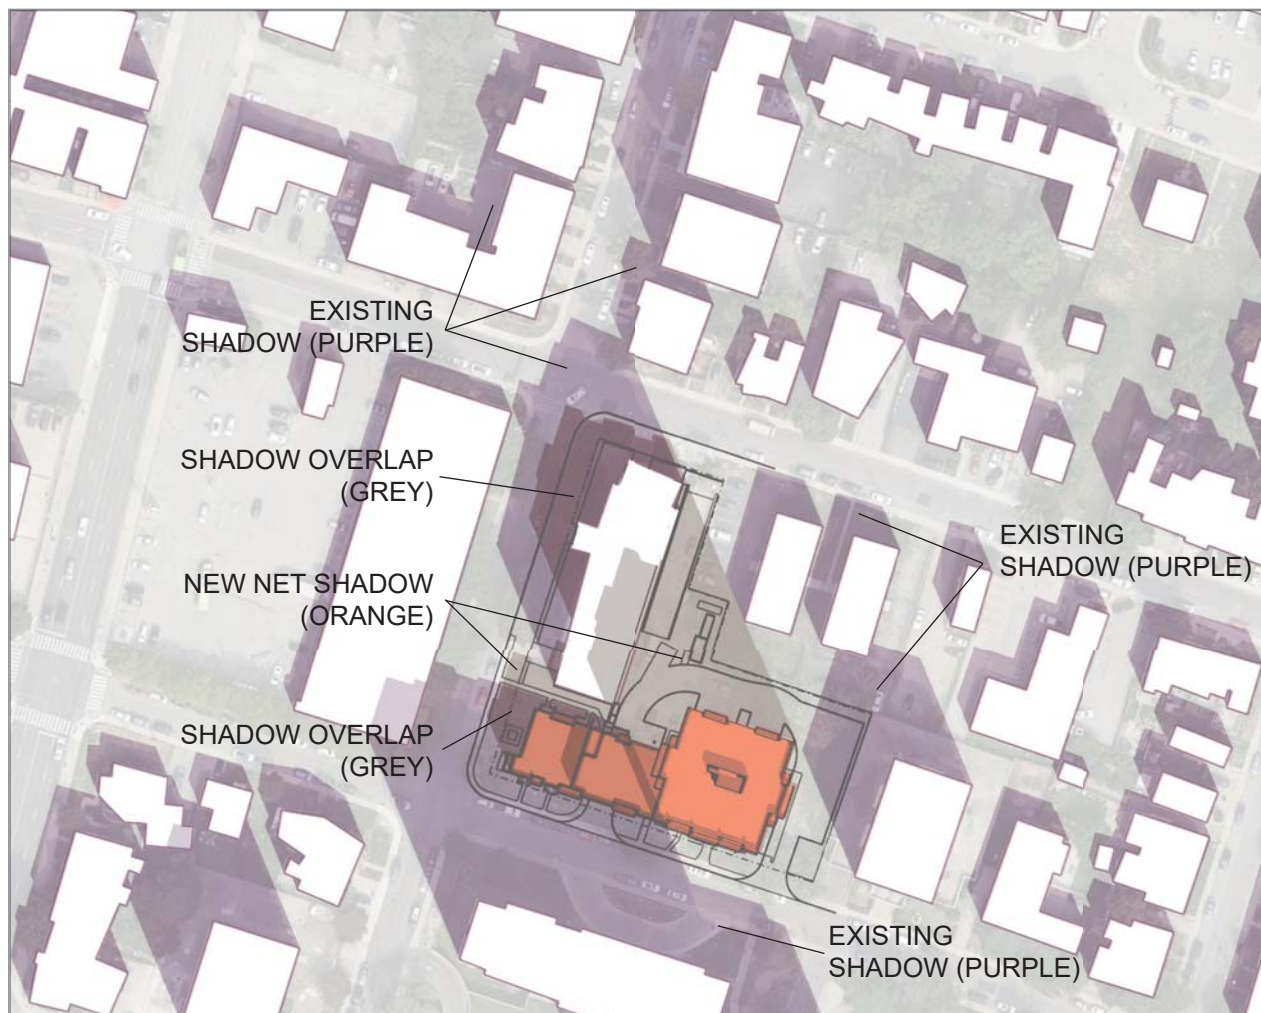 EXISTING
SHADOW (PURPLE)
SHADOW OVERLAP
(GREY)
NEW NET SHADOW
(ORANGE)
SHADOW OVERLAP
(GREY)
EXISTING
SHADOW (PURPLE)
EXISTING
SHADOW (PURPLE)